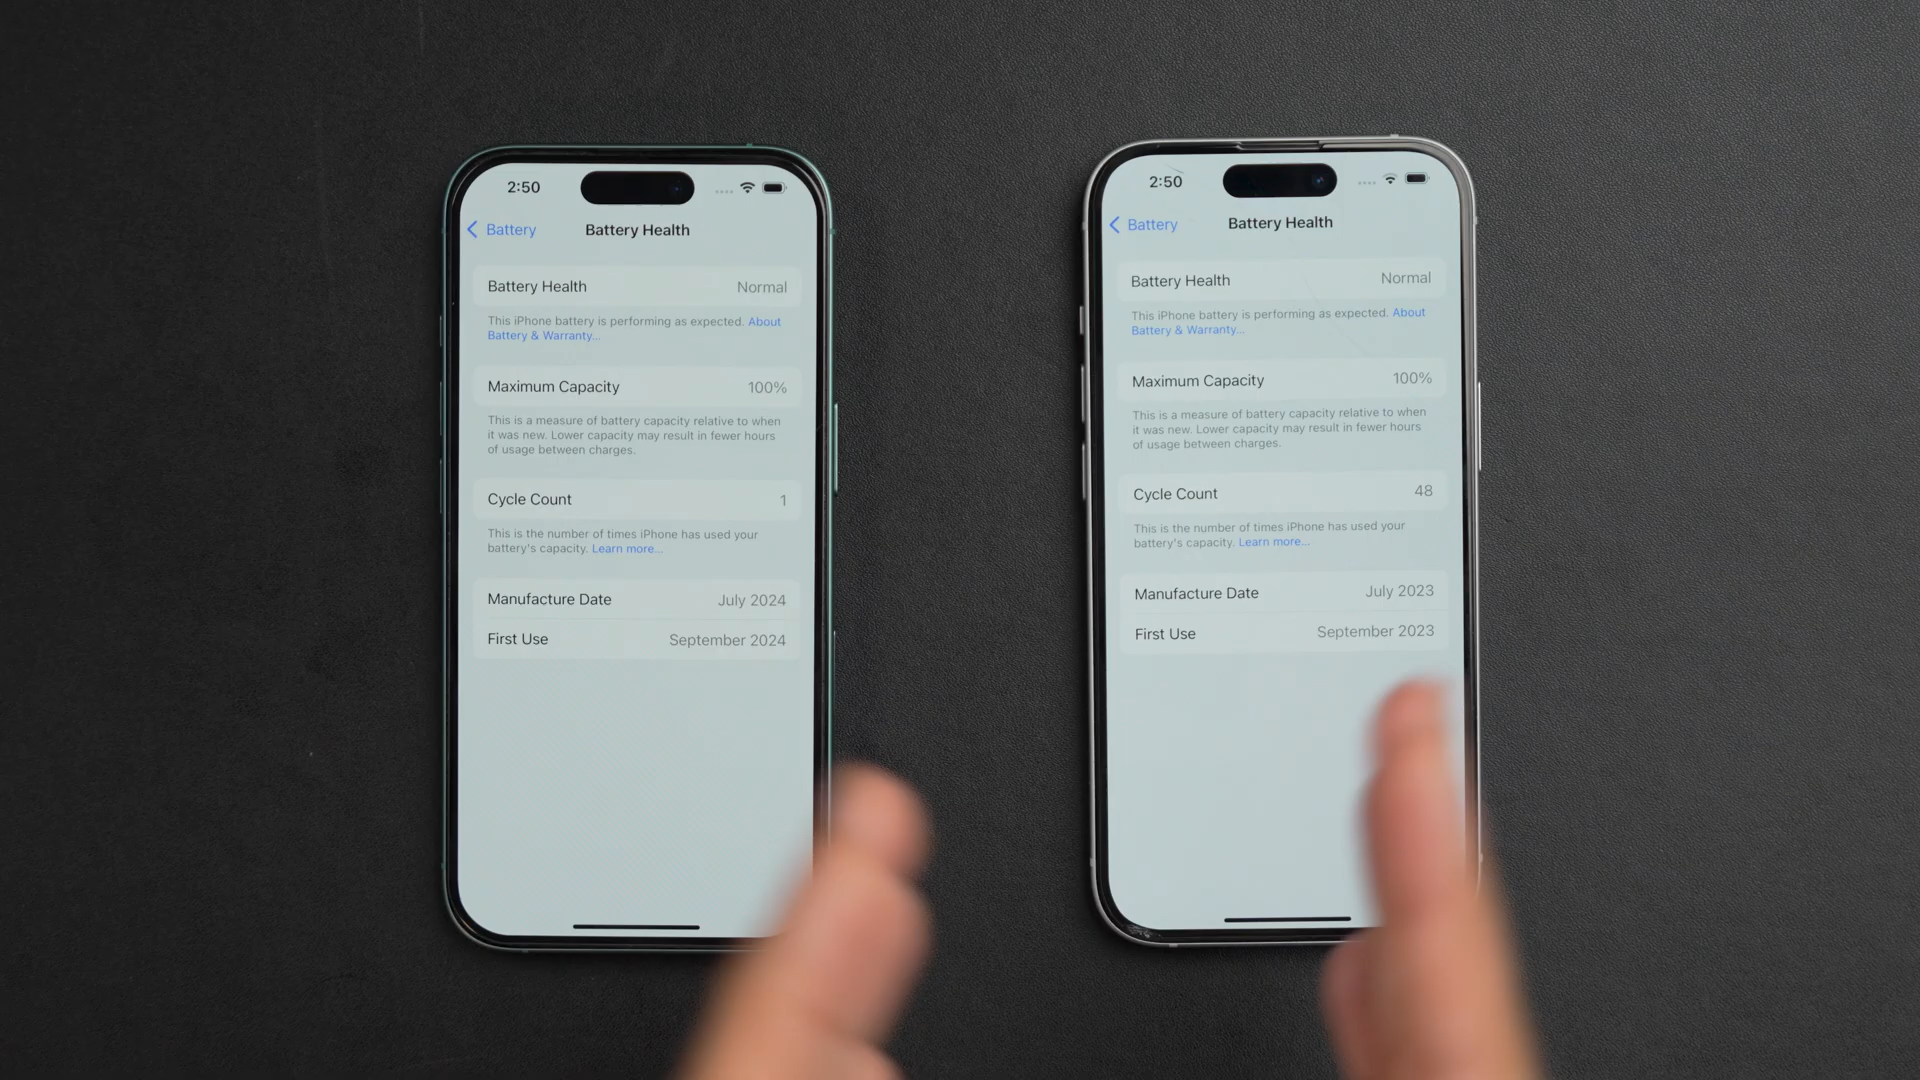 2:50
Battery
Battery Health
Battery Health
Normal
This iPhone battery is performing as expected. About
Battery & Warranty...
Maximum Capacity
100%
This is a measure of battery capacity relative to when
it was new. Lower capacity may result in fewer hours
of usage between charges.
Cycle Count
1
This is the number of times iPhone has used your
battery's capacity. Learn more...
Manufacture Date
July 2024
First Use
September 2024
2:50
Battery
Battery Health
Battery Health
Normal
This iPhone battery is performing as expected. About
Battery & Warranty...
Maximum Capacity
100%
This is a measure of battery capacity relative to when
it was new. Lower capacity may result in fewer hours
of usage between charges.
Cycle Count
48
This is the number of times iPhone has used your
battery's capacity. Learn more...
Manufacture Date
July 2023
First Use
September 2023